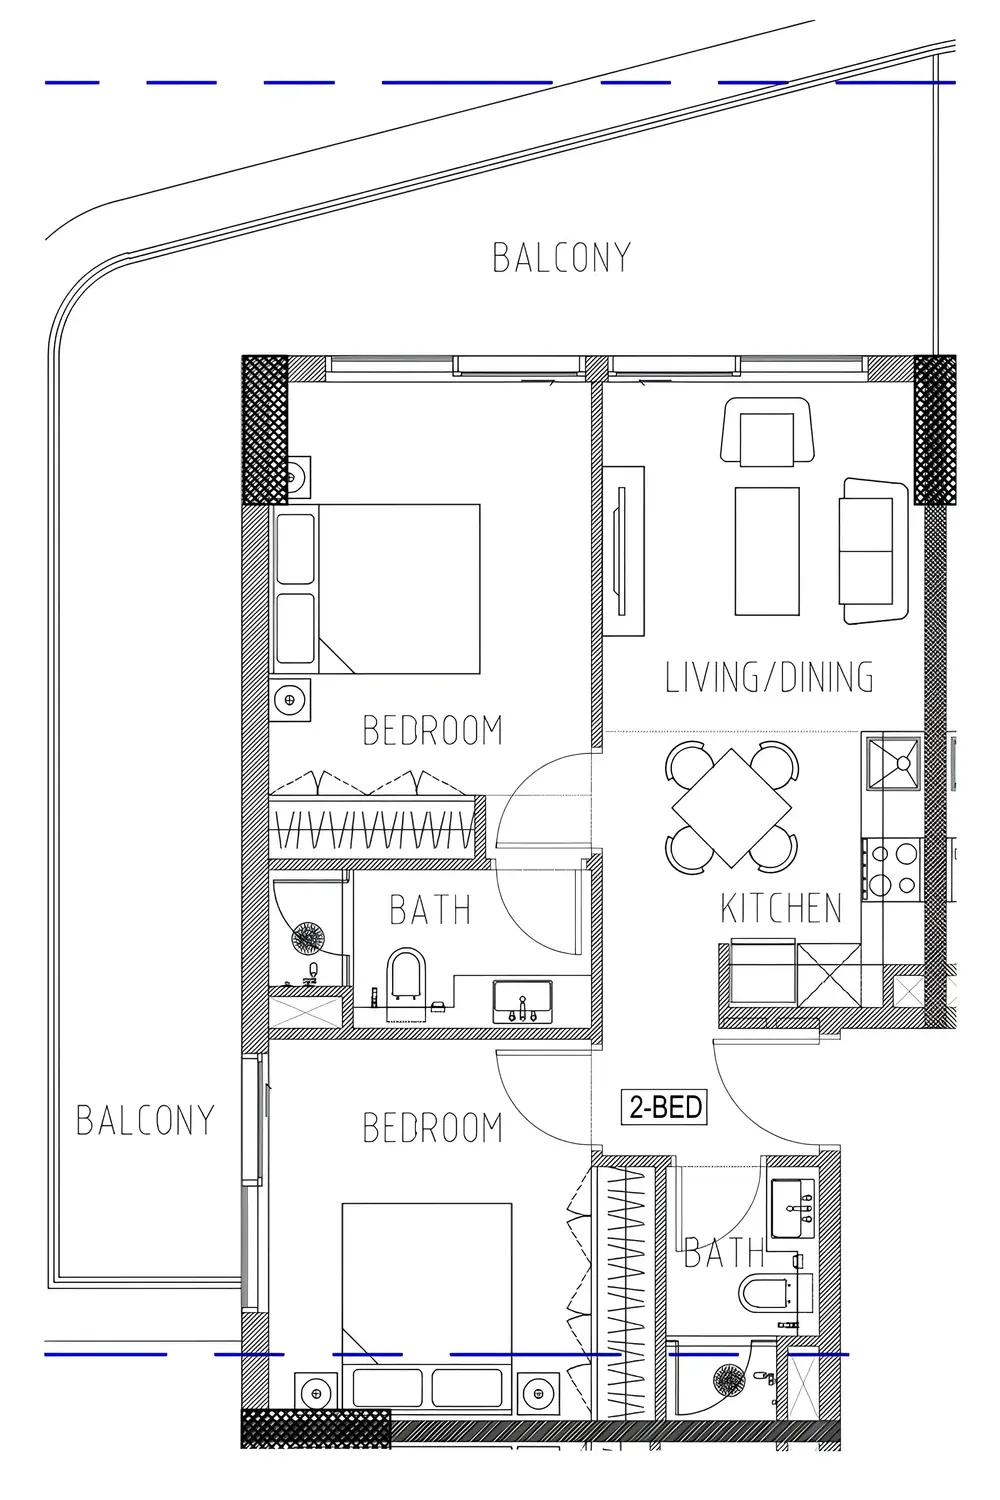 BALCONY
LIVING/DINING
BEDROOM
BATH
KITCHEN
2-BED
BALCONY
BEDROOM
BATH